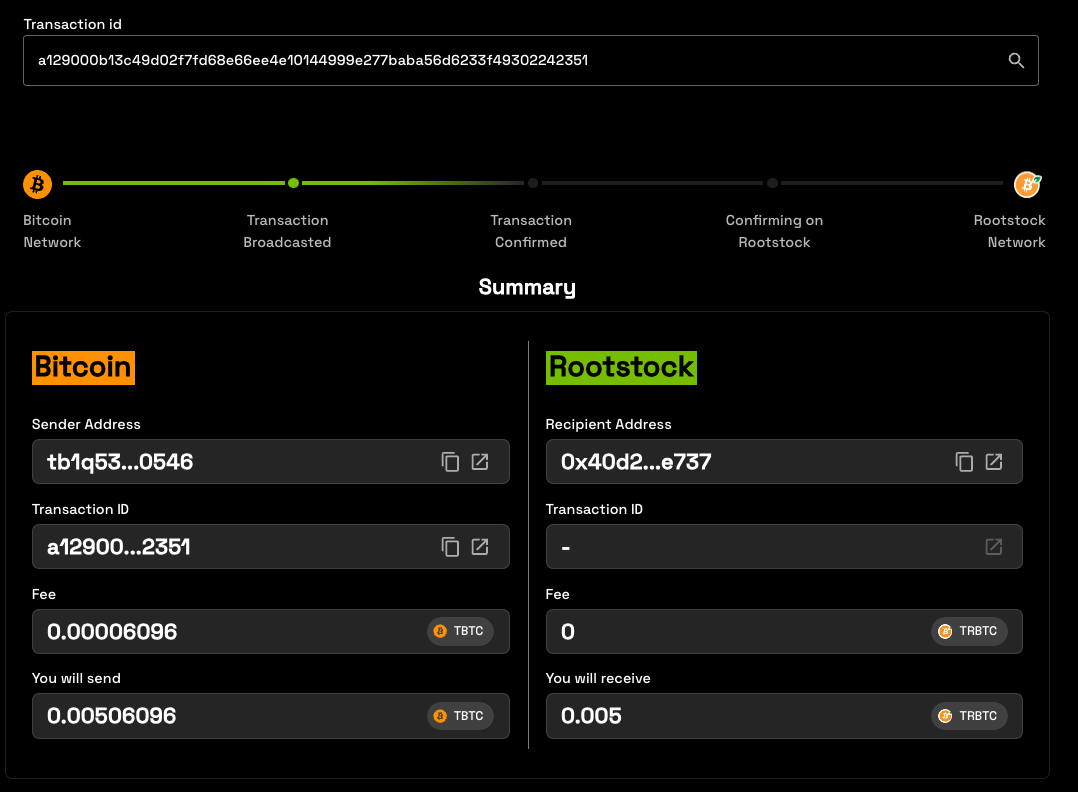 Transaction id
a129000b13c49d02f7fd68e66ee4e10144999e277baba56d6233f49302242351
Bitcoin
Network
Transaction
Broadcasted
Transaction
Confirmed
Confirming on
Rootstock
Rootstock
Network
Summary
Bitcoin
Sender Address
tb1q53...0546
Transaction ID
a12900...2351
Fee
0.00006096 TBTC
You will send
0.00506096 TBTC
Rootstock
Recipient Address
0x40d2...e737
Transaction ID
-
Fee
0 TRBTC
You will receive
0.005 TRBTC